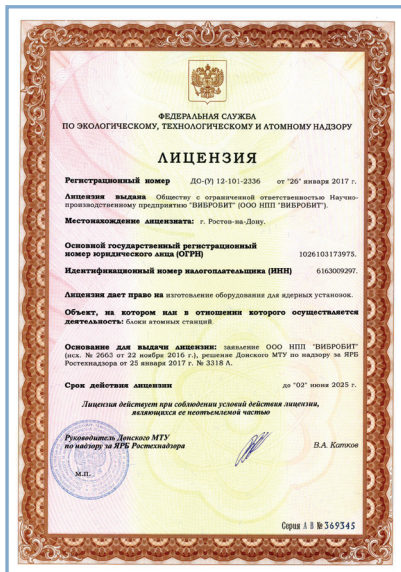 ФЕДЕРАЛЬНАЯ СЛУЖБА
ПО ЭКОЛОГИЧЕСКОМУ, ТЕХНОЛОГИЧЕСКОМУ И АТОМНОМУ НАДЗОРУ
ЛИЦЕНЗИЯ
Регистрационный номер ДО-(У) 12-101-2336 от "26" января 2017 г.
Лицензия выдана Обществу с ограниченной ответственностью Научно-
производственному предприятию "ВИБРОБИТ" (ООО НПП "ВИБРОБИТ").
Местонахождение лицензиата: г. Ростов-на-Дону.
Основной государственный регистрационный
номер юридического лица (ОГРН) 1026103173975.
Идентификационный номер налогоплательщика (ИНН) 6163009297.
Лицензия дает право на изготовление оборудования для ядерных установок.
Объект, на котором или в отношении которого осуществляется
деятельность: блоки атомных станций.
Основание для выдачи лицензии: заявление ООО НПП "ВИБРОБИТ"
(исх. № 2663 от 22 ноября 2016 г.), решение Донского МТУ по надзору за ЯРБ
Ростехнадзора от 25 января 2017 г. № 3318 Л.
Срок действия лицензии до "02" июня 2025 г.
Лицензия действует при соблюдении условий действия лицензии,
являющихся ее неотъемлемой частью
Руководитель Донского МТУ
по надзору за ЯРБ Ростехнадзора В.А. Катков
М.П.
Серия А В № 369345